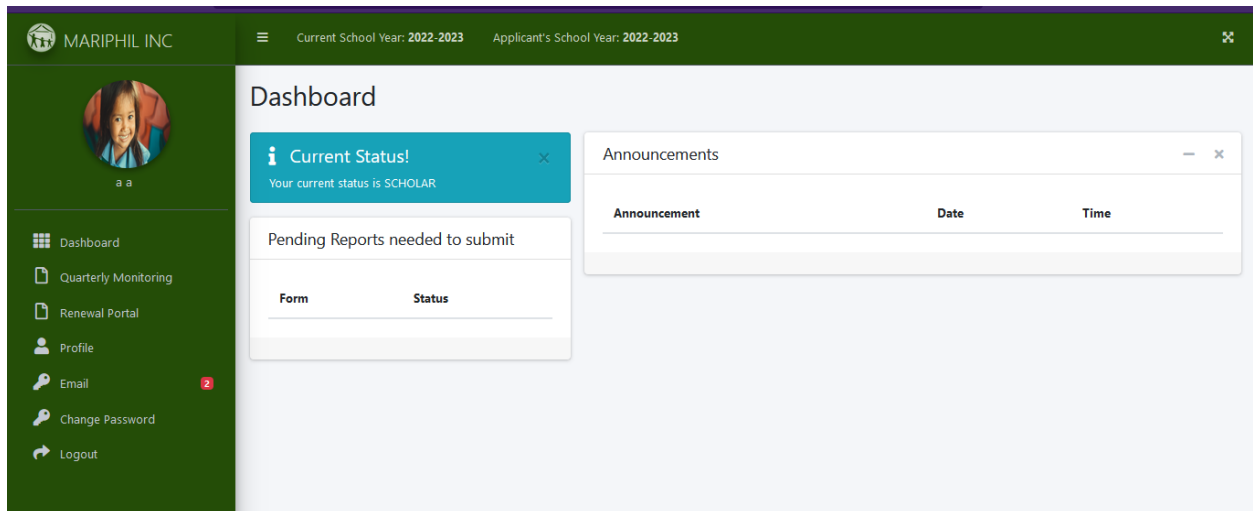 MARIPHIL INC
Current School Year: 2022-2023 Applicant's School Year: 2022-2023
a a
Dashboard
Quarterly Monitoring
Renewal Portal
Profile
Email 2
Change Password
Logout
Dashboard
Current Status!
Your current status is SCHOLAR
Pending Reports needed to submit
Form Status
Announcements
Announcement Date Time